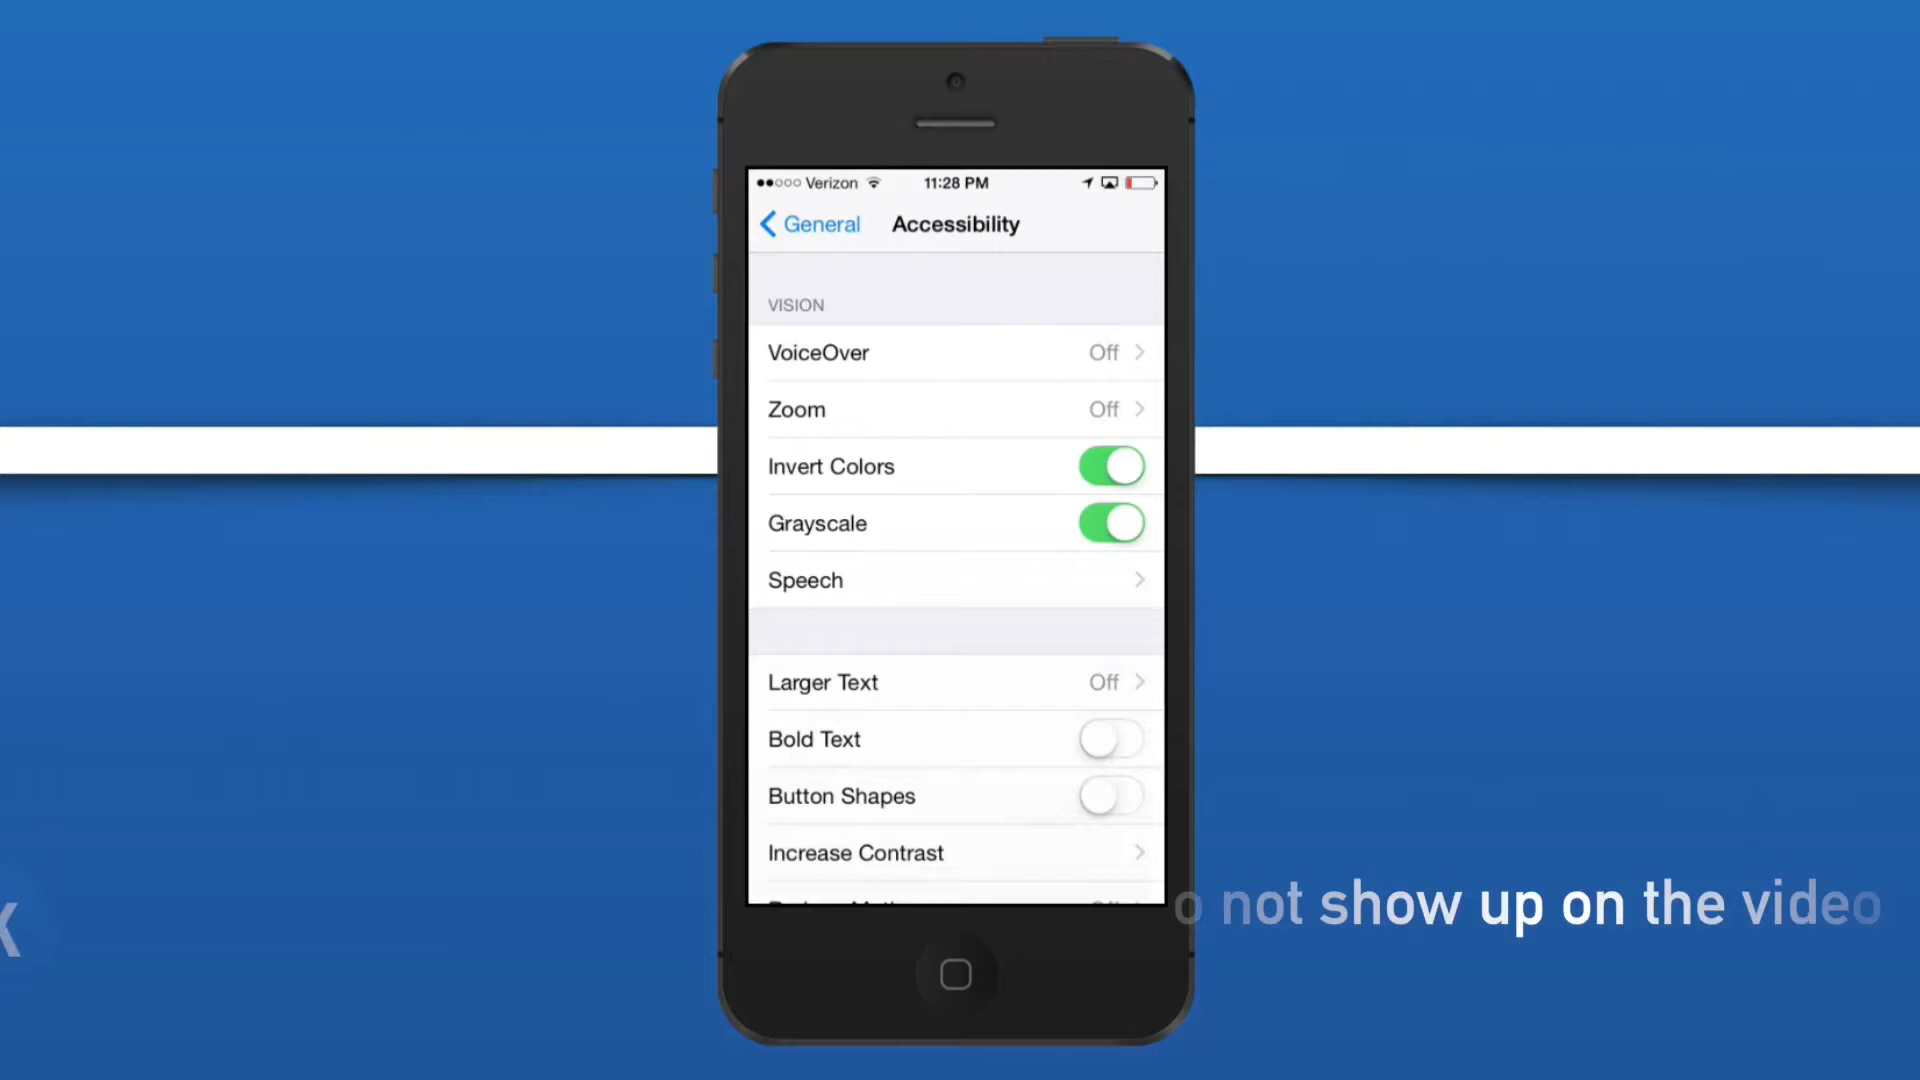 Verizon 11:28 PM
General Accessibility
VISION
VoiceOver Off
Zoom Off
Invert Colors
Grayscale
Speech
Larger Text Off
Bold Text
Button Shapes
Increase Contrast
o not show up on the video